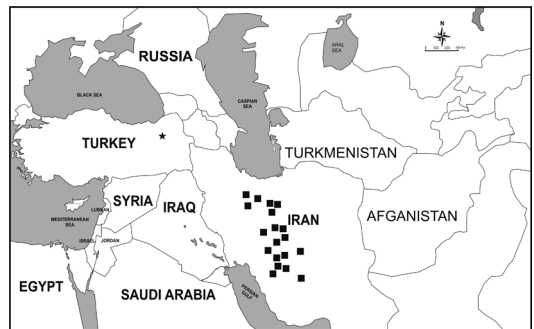 N
RUSSIA
ARAL
SEA
BLACK SEA
CASPIAN
SEA
TURKEY
TURKMENISTAN
SYRIA
IRAQ
LUBNAN
MEDITERRANEAN
SEA
IRAN
AFGANISTAN
ISRAEL
JORDAN
EGYPT
SAUDI ARABIA
PERSIAN
GULF